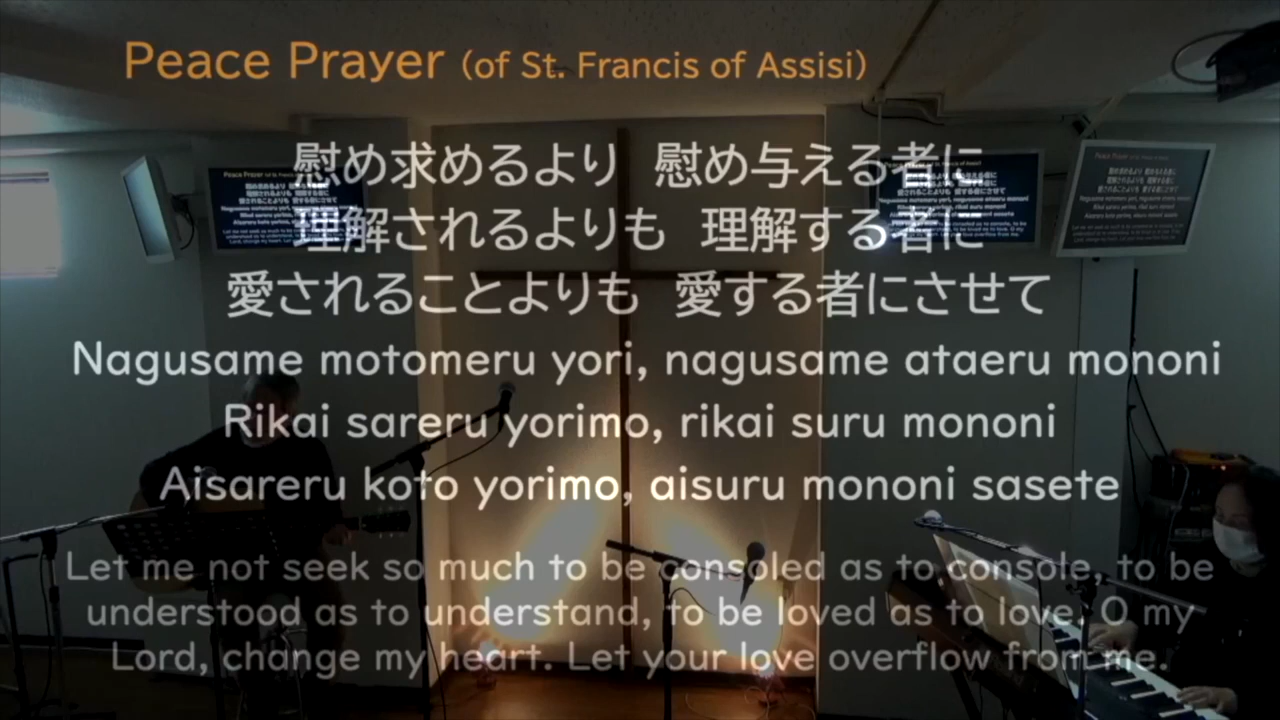 Peace Prayer (of St. Francis of Assisi)
慰め求めるより 慰め与える者に
理解されるよりも 理解する者に
愛されることよりも 愛する者にさせて
Nagusame motomeru yori, nagusame ataeru mononi
Rikai sareru yorimo, rikai suru mononi
Aisareru koto yorimo, aisuru mononi sasete
Let me not seek so much to be consoled as to console, to be
understood as to understand, to be loved as to love. O my
Lord, change my heart. Let your love overflow from me.